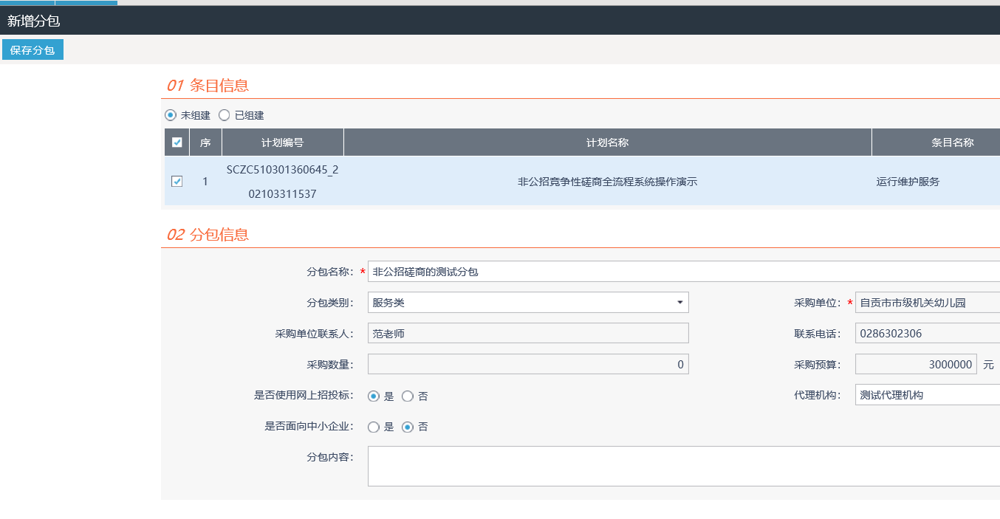 新增分包
保存分包
01 条目信息
未组建 已组建
序 计划编号 计划名称 条目名称
1 SCZC510301360645_2
02103311537 非公招竞争性磋商全流程系统操作演示 运行维护服务
02 分包信息
分包名称：* 非公招磋商的测试分包
分包类别： 服务类 采购单位：* 自贡市市级机关幼儿园
采购单位联系人： 范老师 联系电话： 0286302306
采购数量： 0 采购预算： 3000000 元
是否使用网上招投标： 是 否 代理机构： 测试代理机构
是否面向中小企业： 是 否
分包内容：